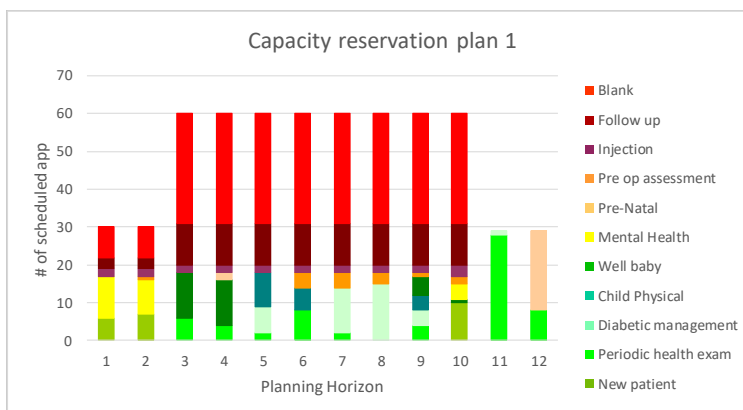 Capacity reservation plan 1
# of scheduled app
70
60
50
40
30
20
10
0
1 2 3 4 5 6 7 8 9 10 11 12
Planning Horizon
Blank
Follow up
Injection
Pre op assessment
Pre-Natal
Mental Health
Well baby
Child Physical
Diabetic management
Periodic health exam
New patient